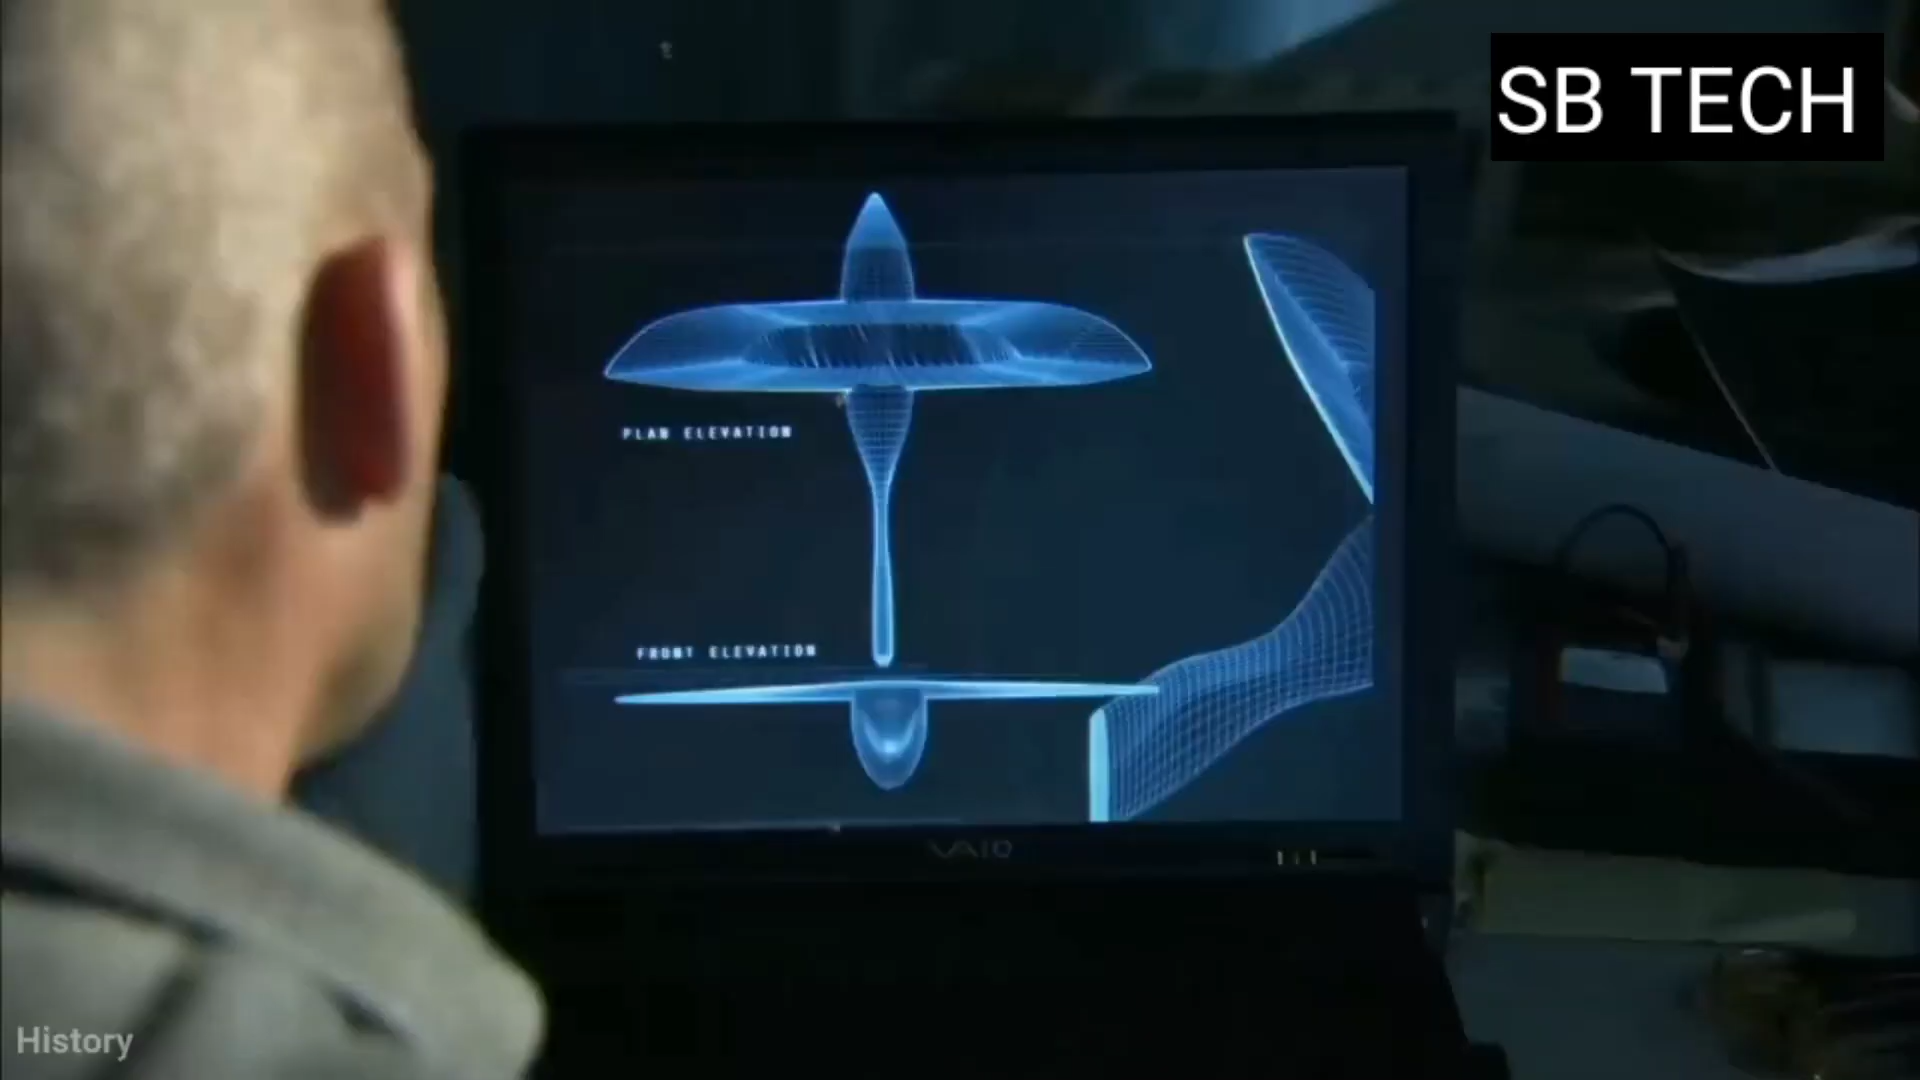 SB TECH
PLAN ELEVATION
FRONT ELEVATION
VAIO
History